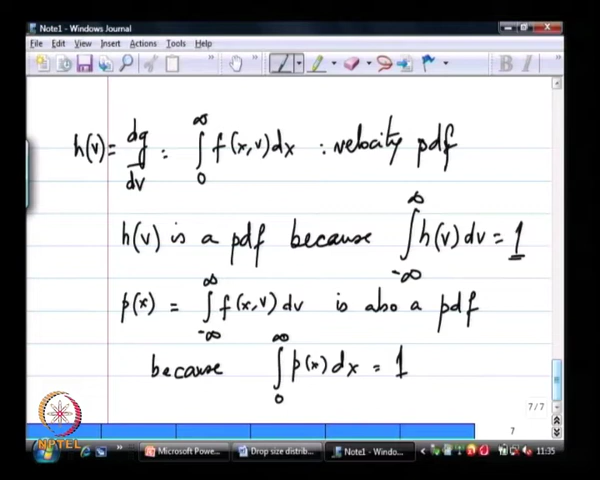 Note1 - Windows Journal
File Edit View Insert Actions Tools Help
h(v) = dg/dv = ∫₀^∞ f(x,v)dx : velocity pdf
h(v) is a pdf because ∫₋∞^∞ h(v)dv = 1
p(x) = ∫₋∞^∞ f(x,v)dv is also a pdf
because ∫₀^∞ p(x)dx = 1
7/7
7
NPTEL
Microsoft Powe...
Drop size distrib...
Note1 - Windo...
11:35